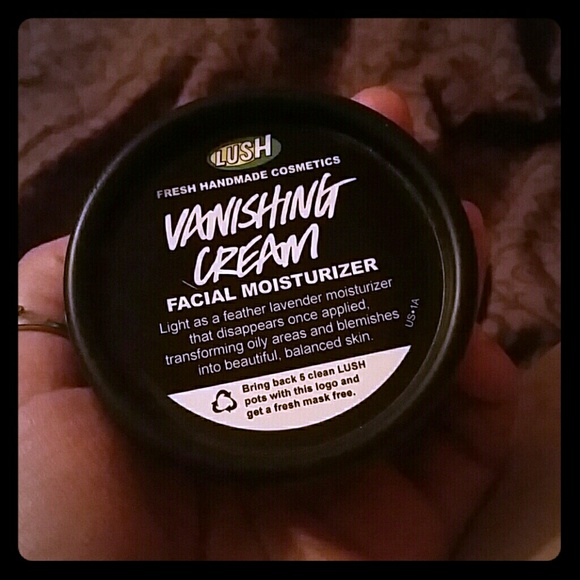 LUSH
FRESH HANDMADE COSMETICS
VANISHING
CREAM
FACIAL MOISTURIZER
Light as a feather lavender moisturizer
that disappears once applied,
transforming oily areas and blemishes
into beautiful, balanced skin.
US•1A
Bring back 5 clean LUSH
pots with this logo and
get a fresh mask free.